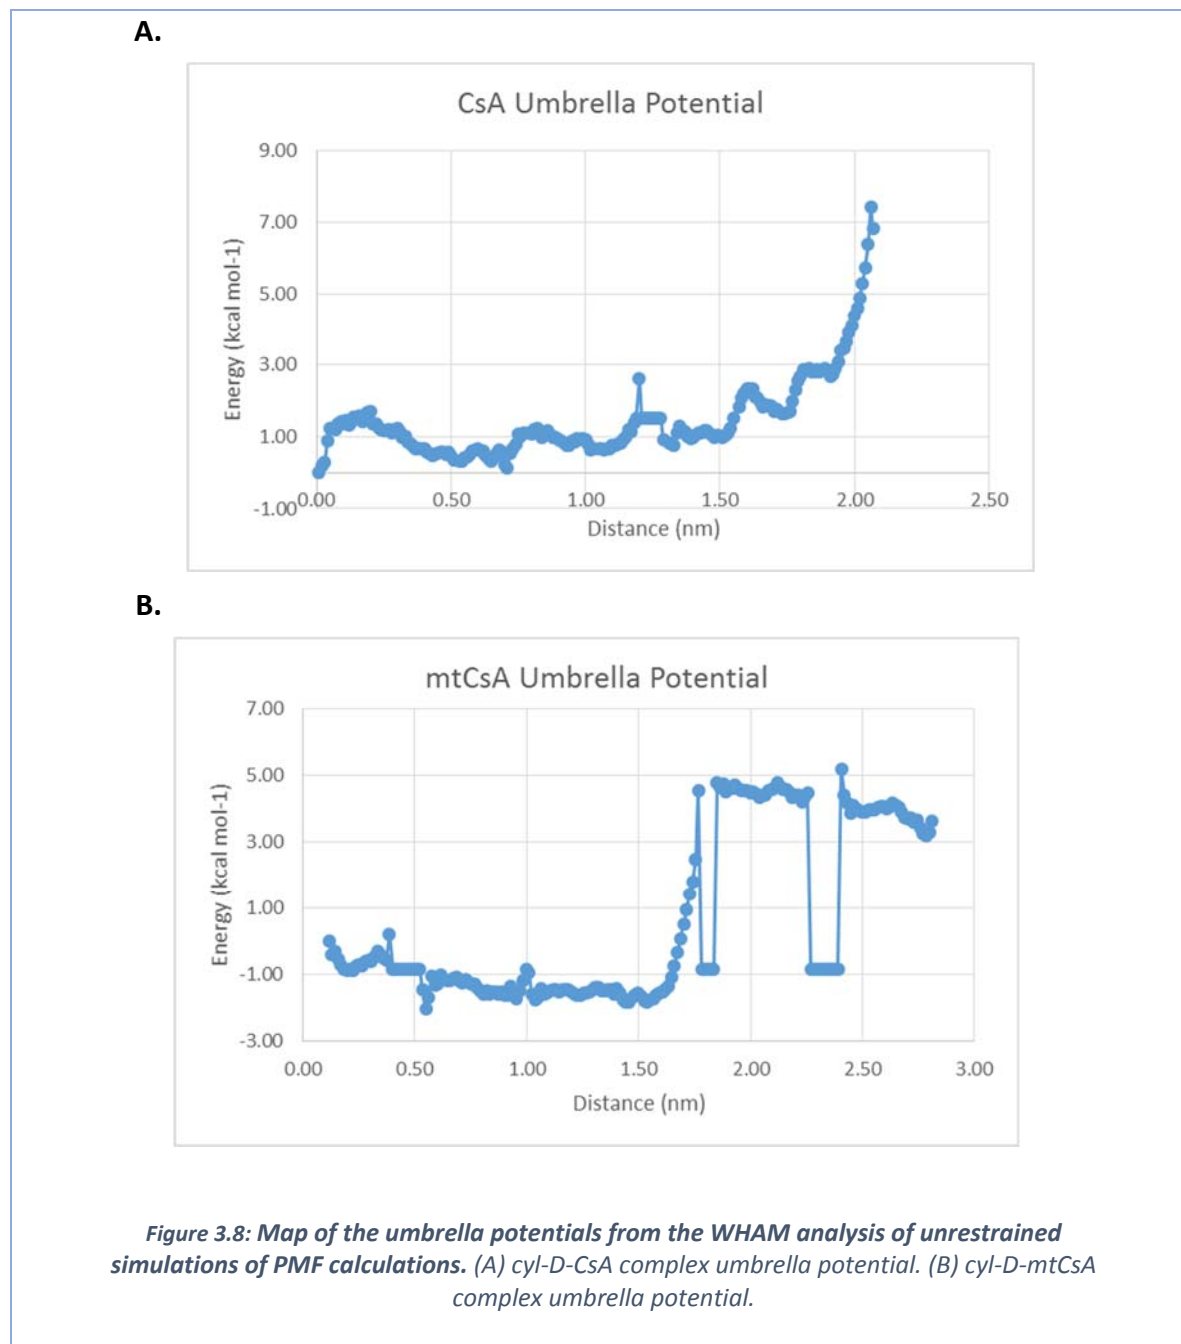 A.
CsA Umbrella Potential
9.00
7.00
5.00
3.00
1.00
-1.00
Energy (kcal mol-1)
0.00 0.50 1.00 1.50 2.00 2.50
Distance (nm)
B.
mtCsA Umbrella Potential
7.00
5.00
3.00
1.00
-1.00
-3.00
Energy (kcal mol-1)
0.00 0.50 1.00 1.50 2.00 2.50 3.00
Distance (nm)
Figure 3.8: Map of the umbrella potentials from the WHAM analysis of unrestrained
simulations of PMF calculations. (A) cyl-D-CsA complex umbrella potential. (B) cyl-D-mtCsA
complex umbrella potential.